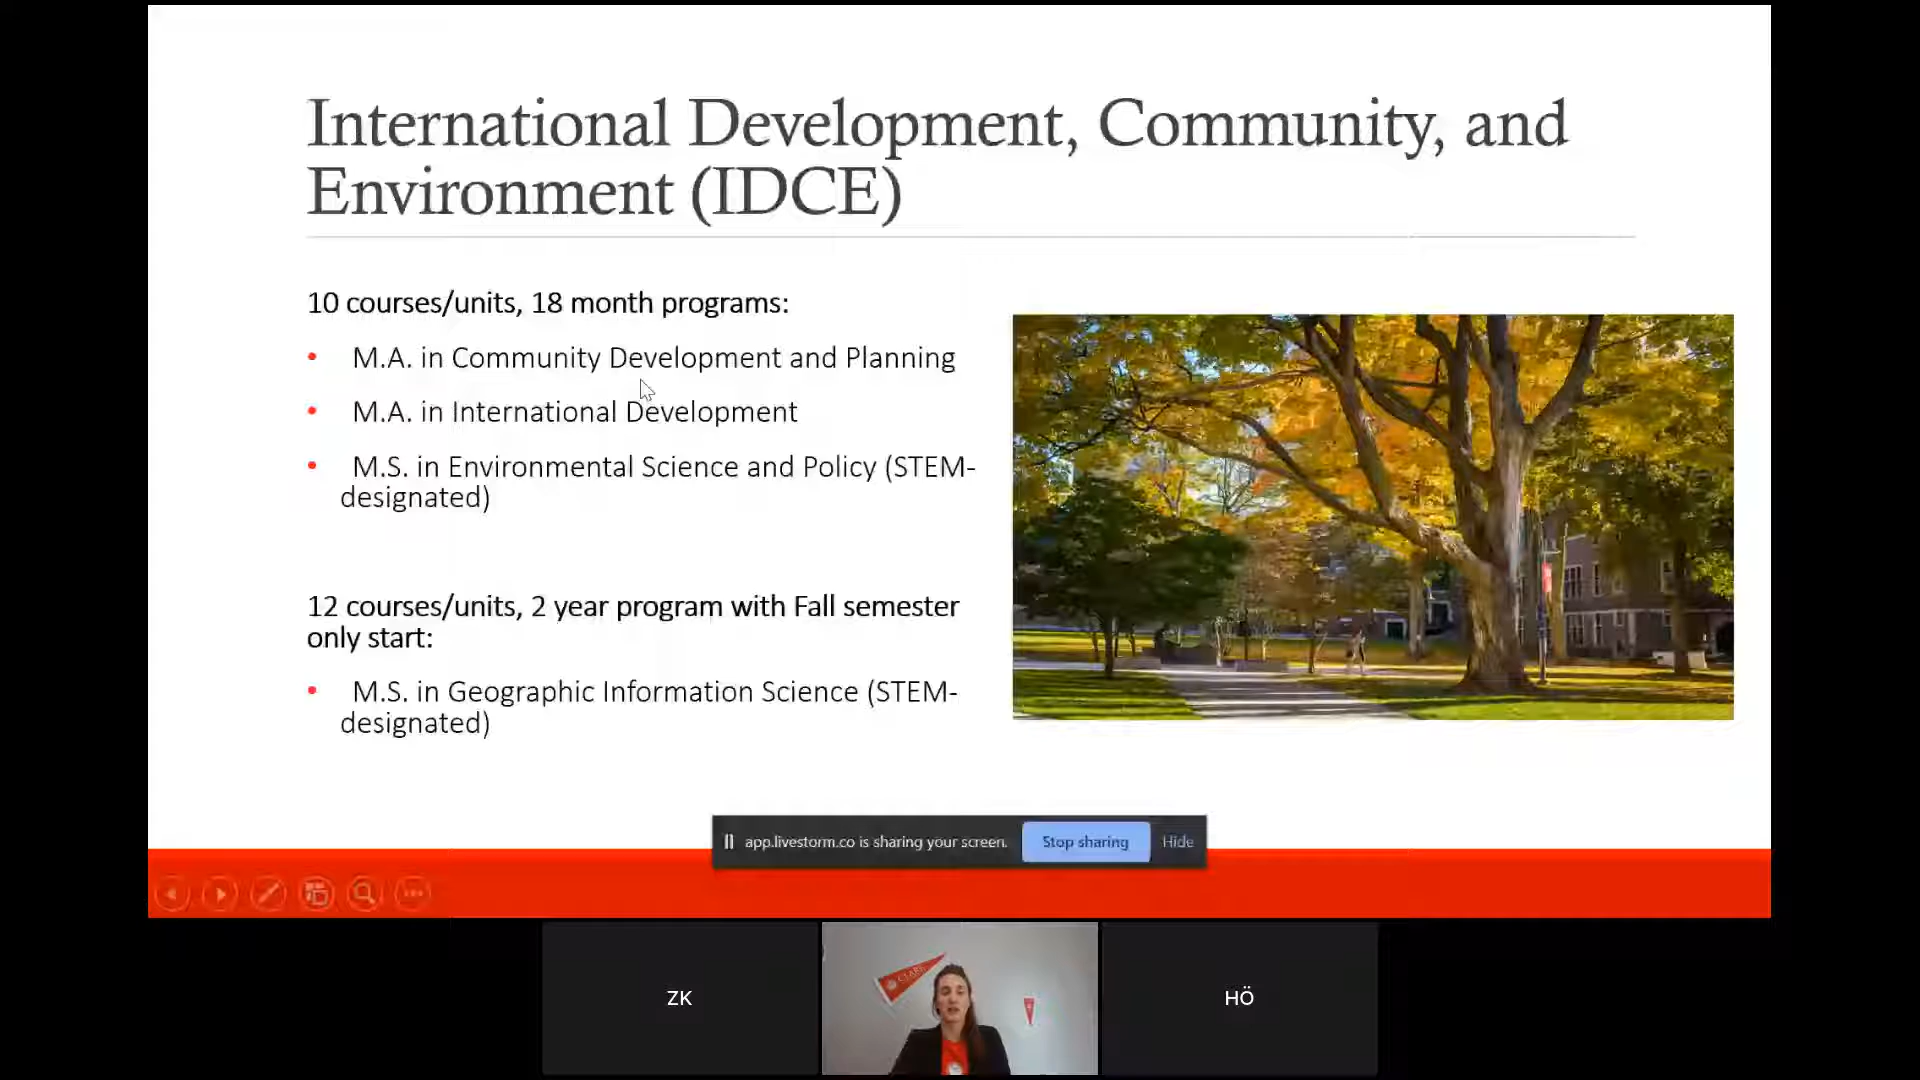 International Development, Community, and
Environment (IDCE)
10 courses/units, 18 month programs:
• M.A. in Community Development and Planning
• M.A. in International Development
• M.S. in Environmental Science and Policy (STEM-
designated)
12 courses/units, 2 year program with Fall semester
only start:
• M.S. in Geographic Information Science (STEM-
designated)
app.livestorm.co is sharing your screen. Stop sharing Hide
ZK
CLARK
HÖ